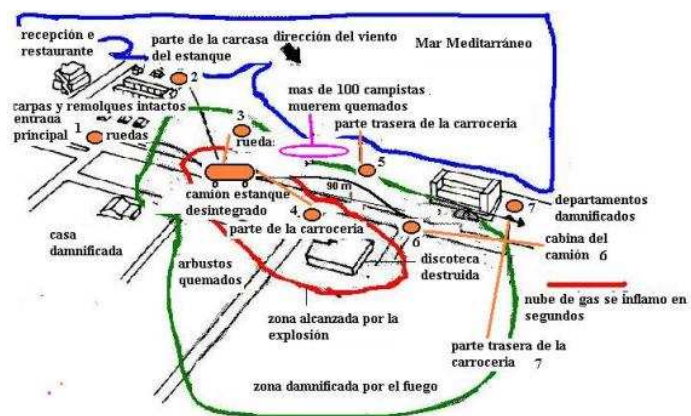 recepción e
restaurante
parte de la carcasa
del estanque
dirección del viento
Mar Mediterráneo
2
carpas y remolques intactos
entrada
principal
1
ruedas
3
rueda:
mas de 100 campistas
muerem quemados
parte trasera de la carroceria
5
90 m
camión estanque
desintegrado
4
parte de la carrocería
6
7
departamentos
damnificados
casa
damnificada
arbustos
quemados
discoteca
destruida
cabina del
camión 6
nube de gas se inflamo en
segundos
zona alcanzada por la
explosión
parte trasera de la
carroceria 7
zona damnificada por el fuego